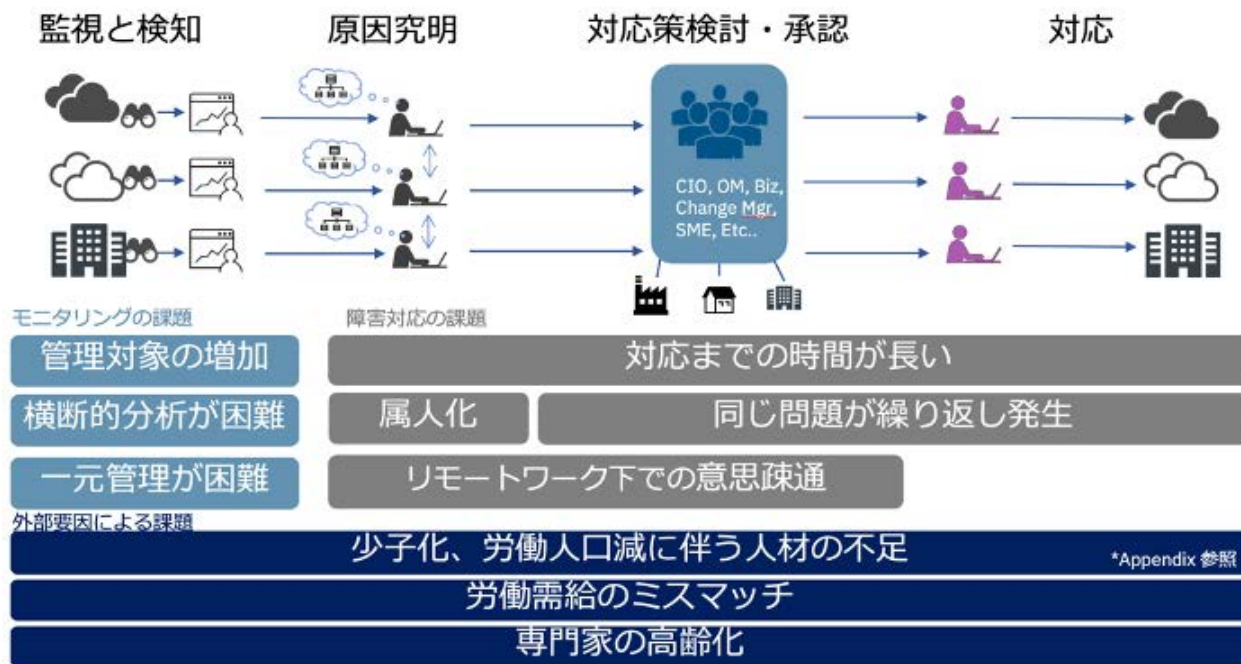 監視と検知
原因究明
対応策検討・承認
対応
CIO, OM, Biz,
Change Mgr,
SME, Etc..
モニタリングの課題
障害対応の課題
管理対象の増加
対応までの時間が長い
横断的分析が困難
属人化
同じ問題が繰り返し発生
一元管理が困難
リモートワーク下での意思疎通
外部要因による課題
少子化、労働人口減に伴う人材の不足
*Appendix 参照
労働需給のミスマッチ
専門家の高齢化